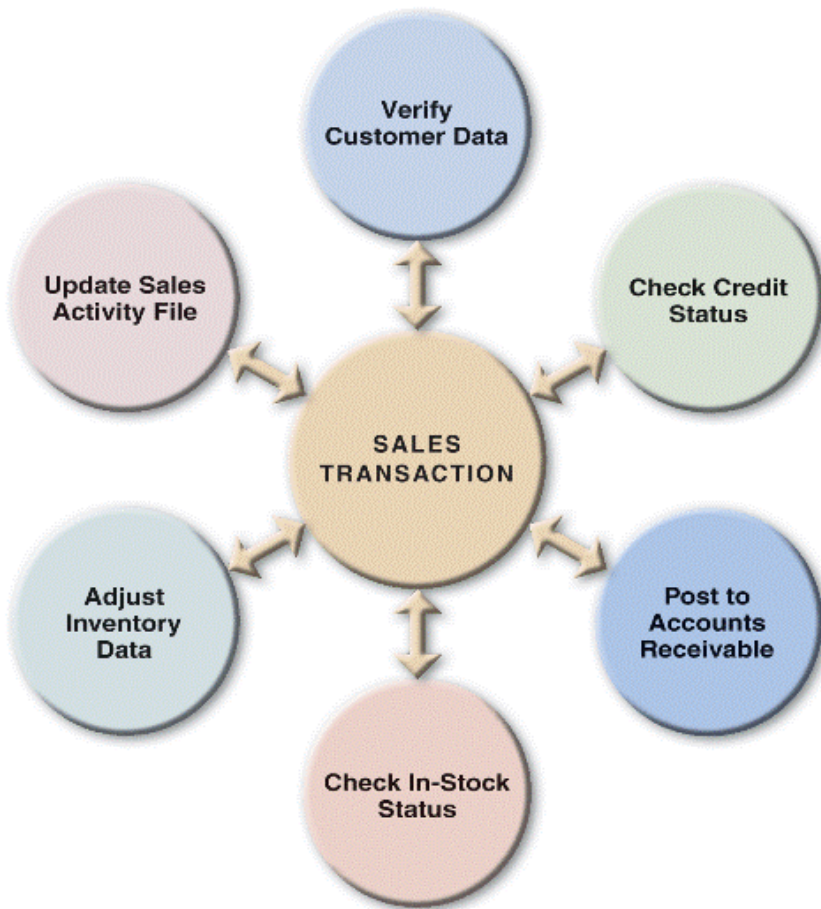 Verify
Customer Data
Update Sales
Activity File
Check Credit
Status
SALES
TRANSACTION
Adjust
Inventory
Data
Post to
Accounts
Receivable
Check In-Stock
Status